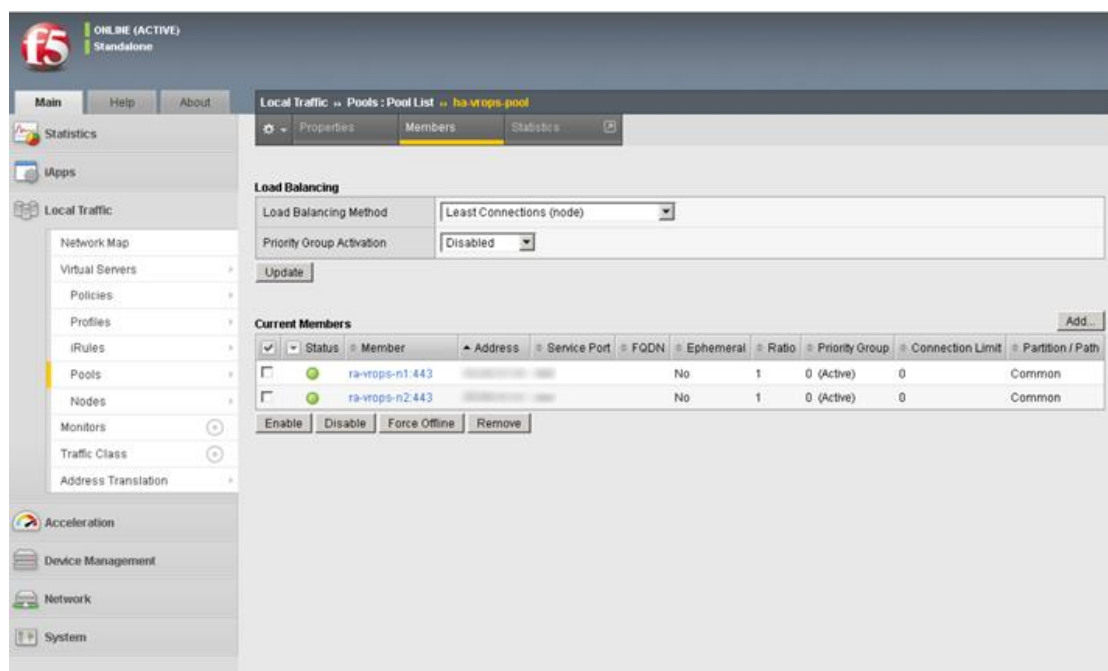 f5
ONLINE (ACTIVE)
Standalone
Main Help About
Statistics
iApps
Local Traffic
Network Map
Virtual Servers
Policies
Profiles
iRules
Pools
Nodes
Monitors
Traffic Class
Address Translation
Acceleration
Device Management
Network
System
Local Traffic ›› Pools : Pool List ›› ha-vrops-pool
Properties Members Statistics
Load Balancing
Load Balancing Method Least Connections (node)
Priority Group Activation Disabled
Update
Current Members Add...
Status Member Address Service Port FQDN Ephemeral Ratio Priority Group Connection Limit Partition / Path
ra-vrops-n1:443 No 1 0 (Active) 0 Common
ra-vrops-n2:443 No 1 0 (Active) 0 Common
Enable Disable Force Offline Remove